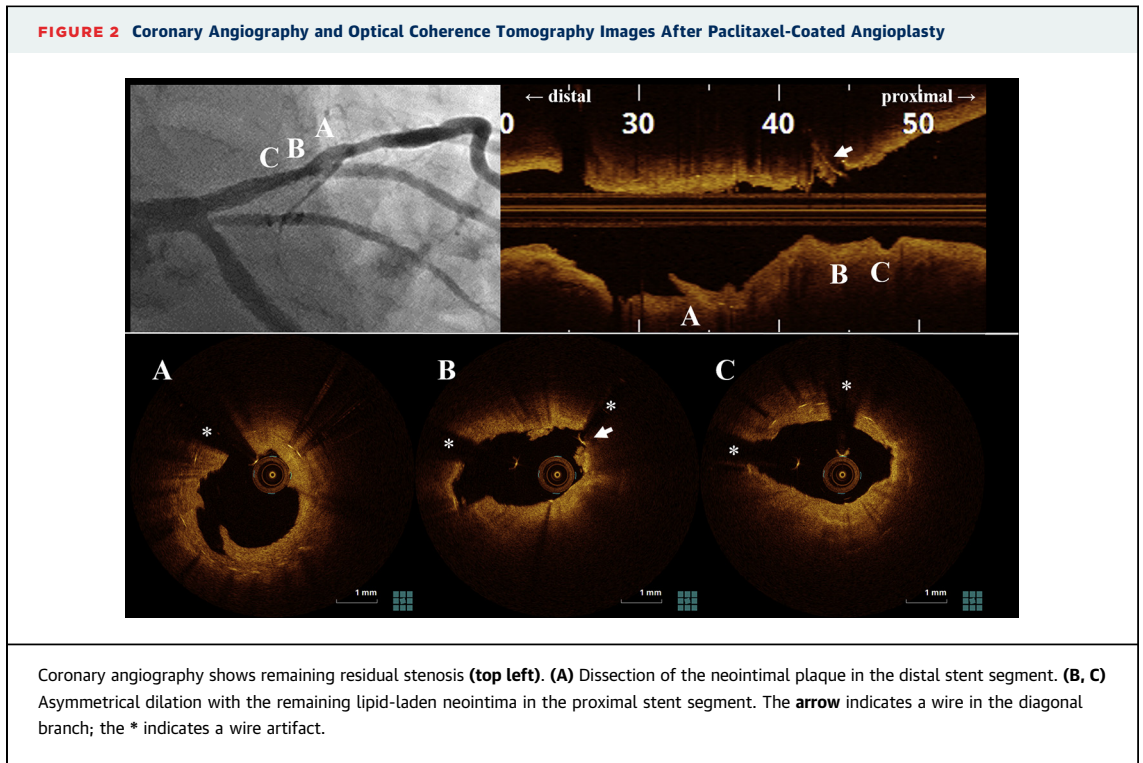 FIGURE 2 Coronary Angiography and Optical Coherence Tomography Images After Paclitaxel-Coated Angioplasty
A
B
C
← distal
proximal →
0
30
40
50
B
C
A
A
*
1 mm
B
*
*
1 mm
C
*
*
1 mm
Coronary angiography shows remaining residual stenosis (top left). (A) Dissection of the neointimal plaque in the distal stent segment. (B, C)
Asymmetrical dilation with the remaining lipid-laden neointima in the proximal stent segment. The arrow indicates a wire in the diagonal
branch; the * indicates a wire artifact.